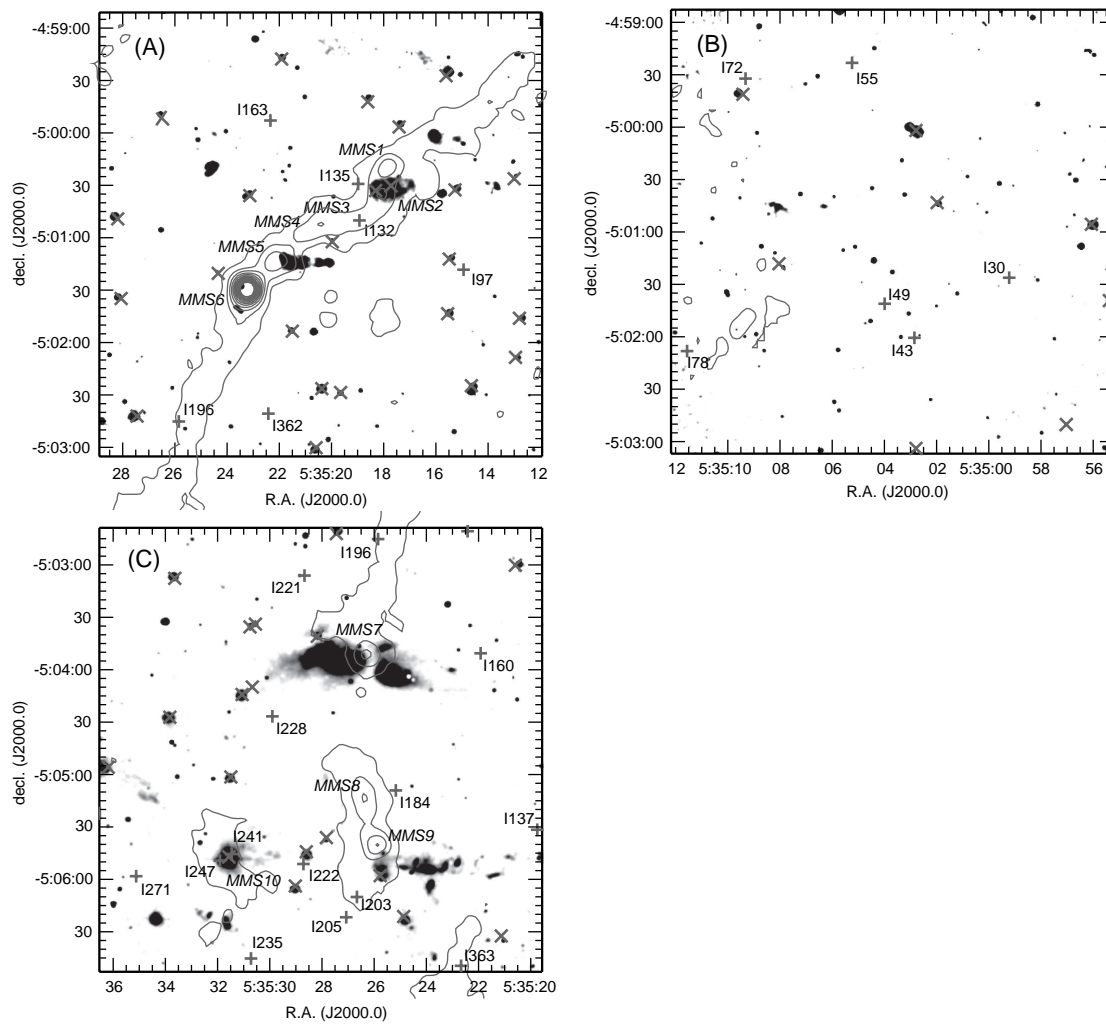 (A)
-4:59:00
30
-5:00:00
30
-5:01:00
30
-5:02:00
30
-5:03:00
decl. (J2000.0)
I163
MMS1
I135
MMS3
MMS2
MMS4
I132
MMS5
I97
MMS6
I196
I362
28 26 24 22 5:35:20 18 16 14 12
R.A. (J2000.0)
(B)
-4:59:00
30
-5:00:00
30
-5:01:00
30
-5:02:00
30
-5:03:00
decl. (J2000.0)
I72
I55
I30
I49
I43
I78
12 5:35:10 08 06 04 02 5:35:00 58 56
R.A. (J2000.0)
(C)
-5:03:00
30
-5:04:00
30
-5:05:00
30
-5:06:00
30
decl. (J2000.0)
I196
I221
MMS7
I160
I228
MMS8
I184
I137
MMS9
I241
I247
I222
MMS10
I271
I203
I205
I235
I363
36 34 32 5:35:30 28 26 24 22 5:35:20
R.A. (J2000.0)